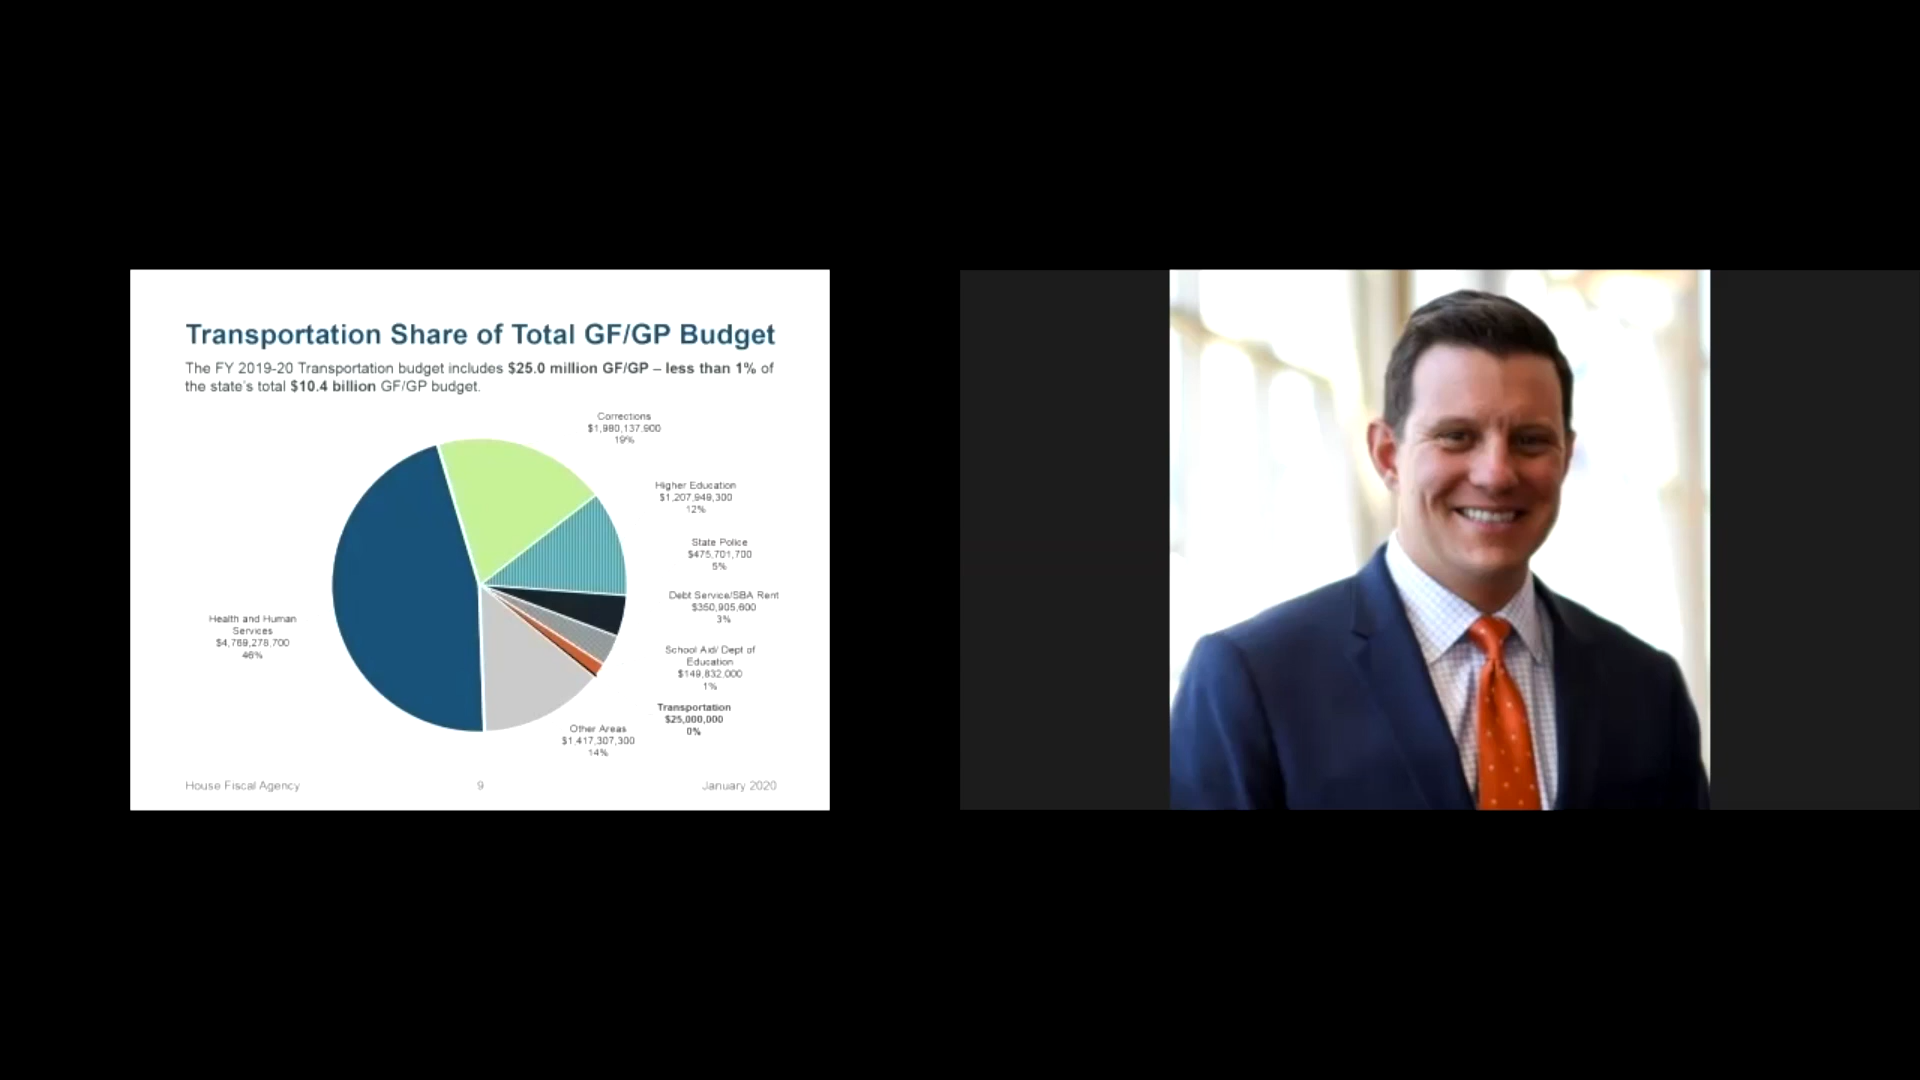 Transportation Share of Total GF/GP Budget
The FY 2019-20 Transportation budget includes $25.0 million GF/GP – less than 1% of
the state's total $10.4 billion GF/GP budget.
Corrections
$1,980,137,900
19%
Higher Education
$1,207,949,300
12%
State Police
$475,701,700
5%
Debt Service/SBA Rent
$350,905,600
3%
Health and Human
Services
$4,769,278,700
46%
School Aid/ Dept of
Education
$149,832,000
1%
Transportation
$25,000,000
0%
Other Areas
$1,417,307,300
14%
House Fiscal Agency
9
January 2020